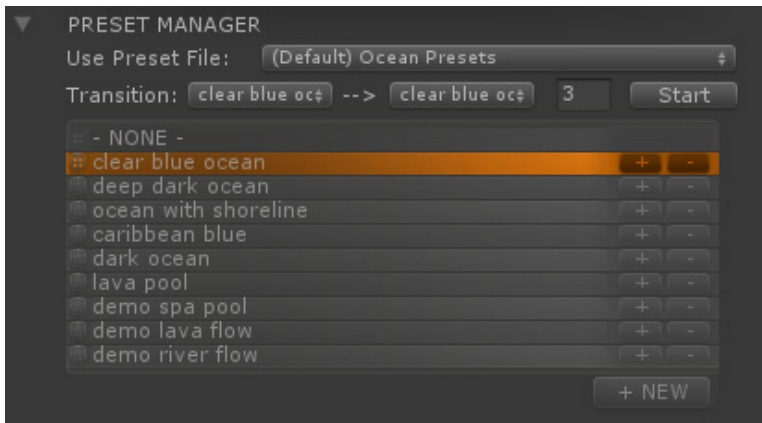 PRESET MANAGER
Use Preset File: (Default) Ocean Presets
Transition: clear blue oc --> clear blue oc 3 Start
- NONE -
clear blue ocean + -
deep dark ocean + -
ocean with shoreline + -
caribbean blue + -
dark ocean + -
lava pool + -
demo spa pool + -
demo lava flow + -
demo river flow + -
+ NEW